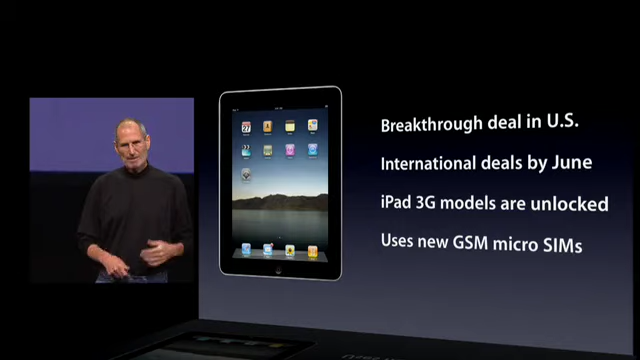 Breakthrough deal in U.S.
International deals by June
iPad 3G models are unlocked
Uses new GSM micro SIMs